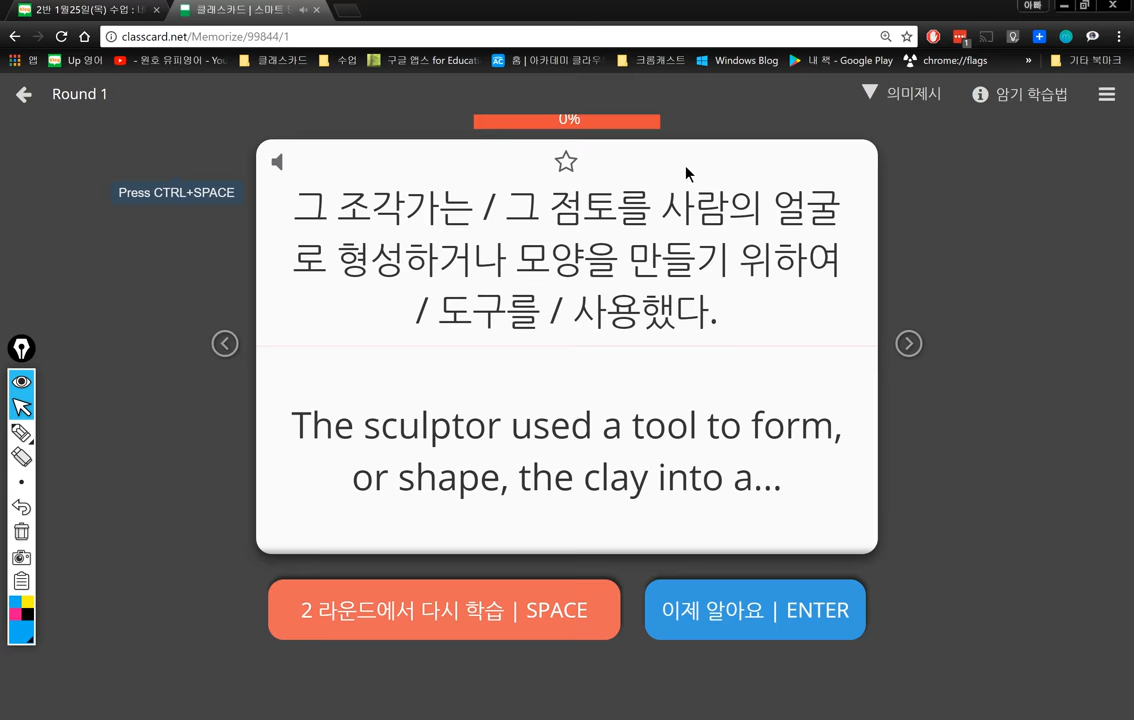 2반 1월25일(목) 수업 : 네
클래스카드 | 스마트
아빠
classcard.net/Memorize/99844/1
앱
Up 영어
- 원호 유피영어 - You
클래스카드
수업
구글 앱스 for Educati
홈 | 아카데미 클라우
크롬캐스트
Windows Blog
내 책 - Google Play
chrome://flags
»
기타 북마크
Round 1
의미제시
암기 학습법
0%
Press CTRL+SPACE
그 조각가는 / 그 점토를 사람의 얼굴
로 형성하거나 모양을 만들기 위하여
/ 도구를 / 사용했다.
The sculptor used a tool to form,
or shape, the clay into a...
2 라운드에서 다시 학습 | SPACE
이제 알아요 | ENTER